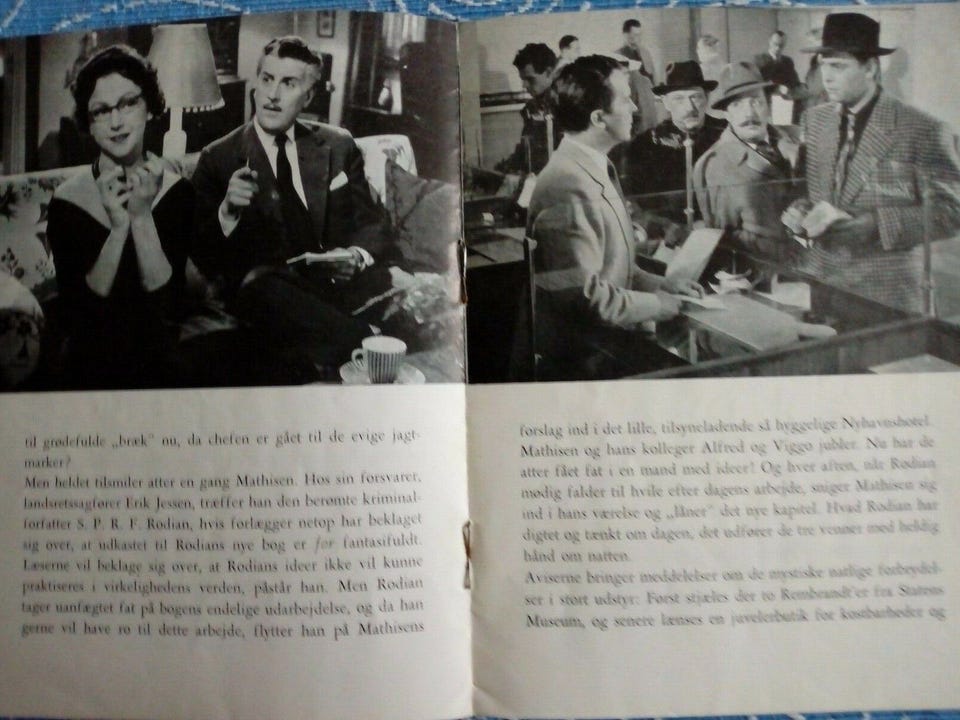 til grødefulde „bræk" nu, da chefen er gået til de evige jagt-
marker?
Men heldet tilsmiler atter en gang Mathisen. Hos sin forsvarer,
landsretssagfører Erik Jessen, træffer han den berømte kriminal-
forfatter S. P. R. F. Rodian, hvis forlægger netop har beklaget
sig over, at udkastet til Rodians nye bog er for fantasifuldt.
Læserne vil beklage sig over, at Rodians ideer ikke vil kunne
praktiseres i virkelighedens verden, påstår han. Men Rodian
tager uanfægtet fat på bogens endelige udarbejdelse, og da han
gerne vil have ro til dette arbejde, flytter han på Mathisens
forslag ind i det lille, tilsyneladende så hyggelige Nyhavnshotel.
Mathisen og hans kolleger Alfred og Viggo jubler. Nu har de
atter fået fat i en mand med ideer! Og hver aften, når Rodian
mødig falder til hvile efter dagens arbejde, sniger Mathisen sig
ind i hans værelse og „låner" det nye kapitel. Hvad Rodian har
digtet og tænkt om dagen, det udfører de tre venner med heldig
hånd om natten.
Aviserne bringer meddelelser om de mystiske natlige forbrydel-
ser i stort udstyr: Først stjæles der to Rembrandt'er fra Statens
Museum, og senere lænses en juvelerbutik for kostbarheder og